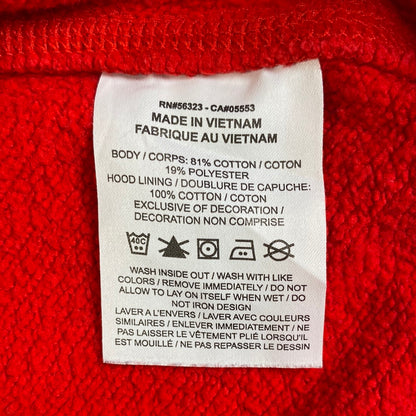 RN#56323 - CA#05553
MADE IN VIETNAM
FABRIQUE AU VIETNAM
BODY / CORPS: 81% COTTON / COTON
19% POLYESTER
HOOD LINING / DOUBLURE DE CAPUCHE:
100% COTTON / COTON
EXCLUSIVE OF DECORATION /
DECORATION NON COMPRISE
40C
WASH INSIDE OUT / WASH WITH LIKE
COLORS / REMOVE IMMEDIATELY / DO NOT
ALLOW TO LAY ON ITSELF WHEN WET / DO
NOT IRON DESIGN
LAVER A L'ENVERS / LAVER AVEC COULEURS
SIMILAIRES / ENLEVER IMMEDIATEMENT / NE
PAS LAISSER LE VÊTEMENT PLIÉ LORSQU'IL
EST MOUILLÉ / NE PAS REPASSER LE DESSIN